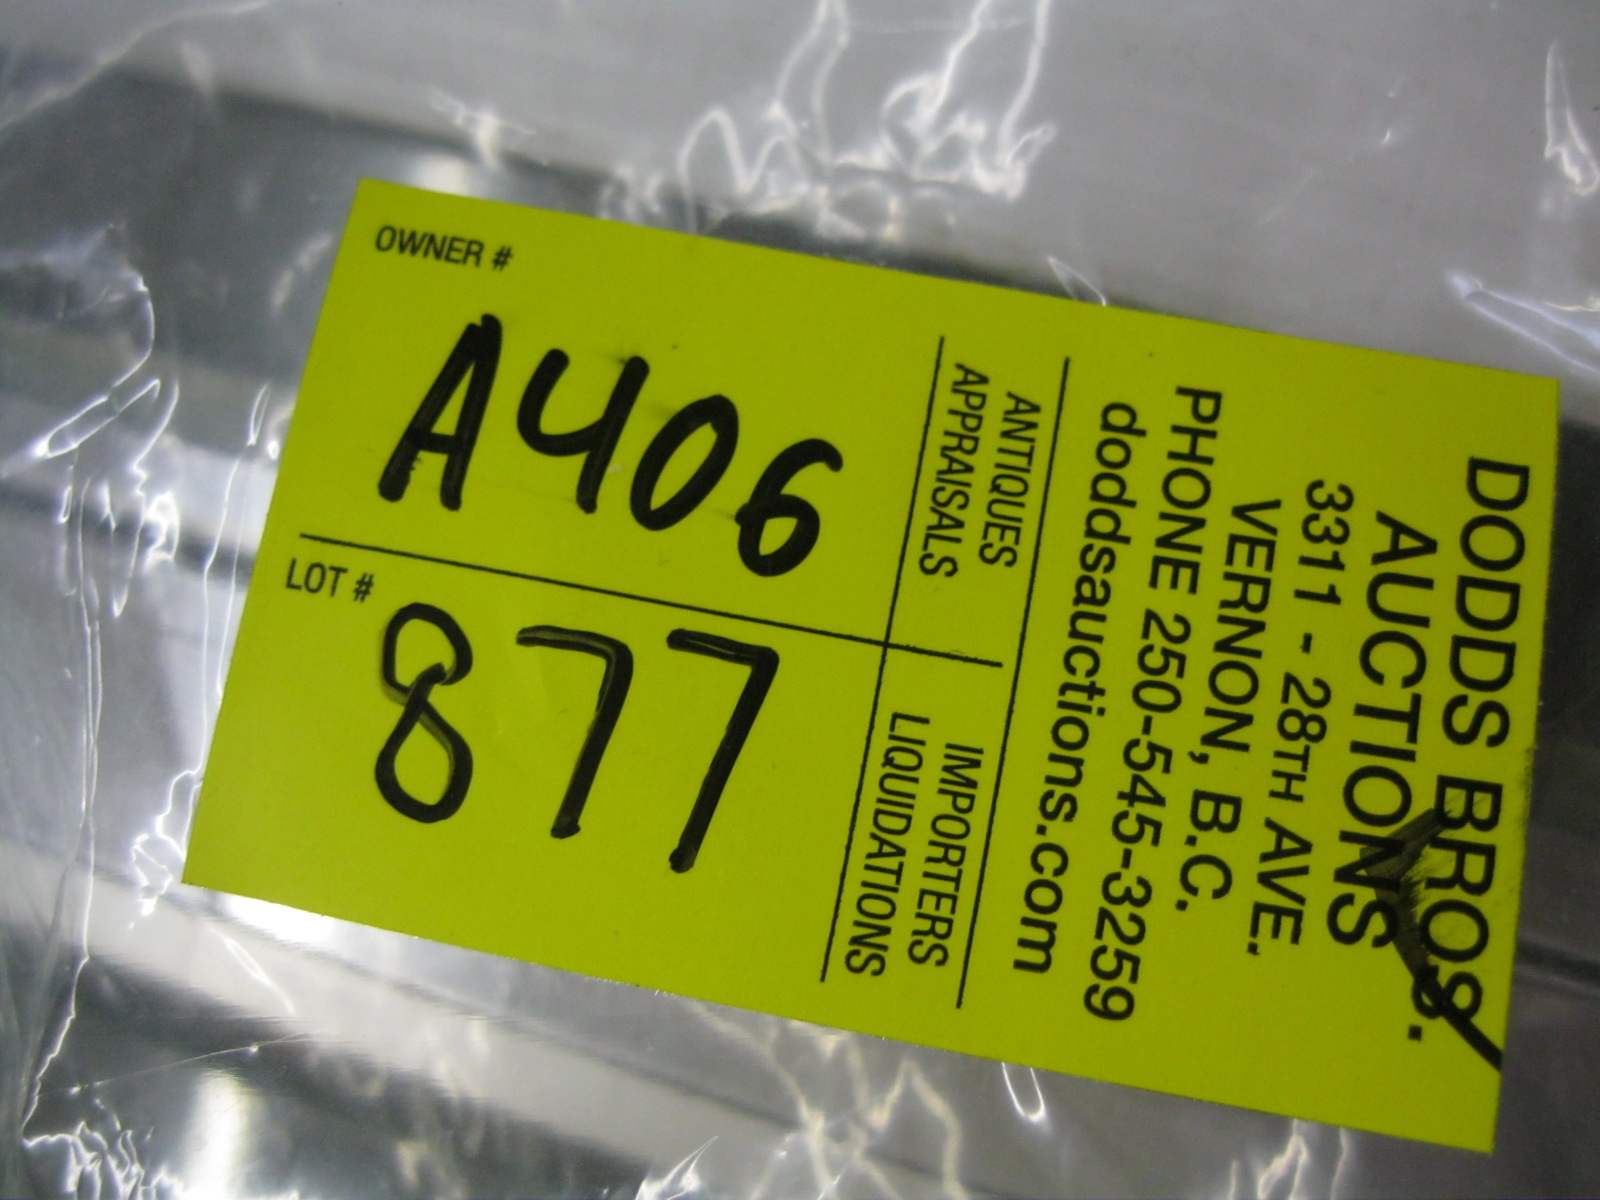 OWNER #
A406
LOT #
877
ANTIQUES
APPRAISALS
IMPORTERS
LIQUIDATIONS
DODDS BROS.
AUCTIONS
3311 - 28TH AVE.
VERNON, B.C.
PHONE 250-545-3259
doddsauctions.com